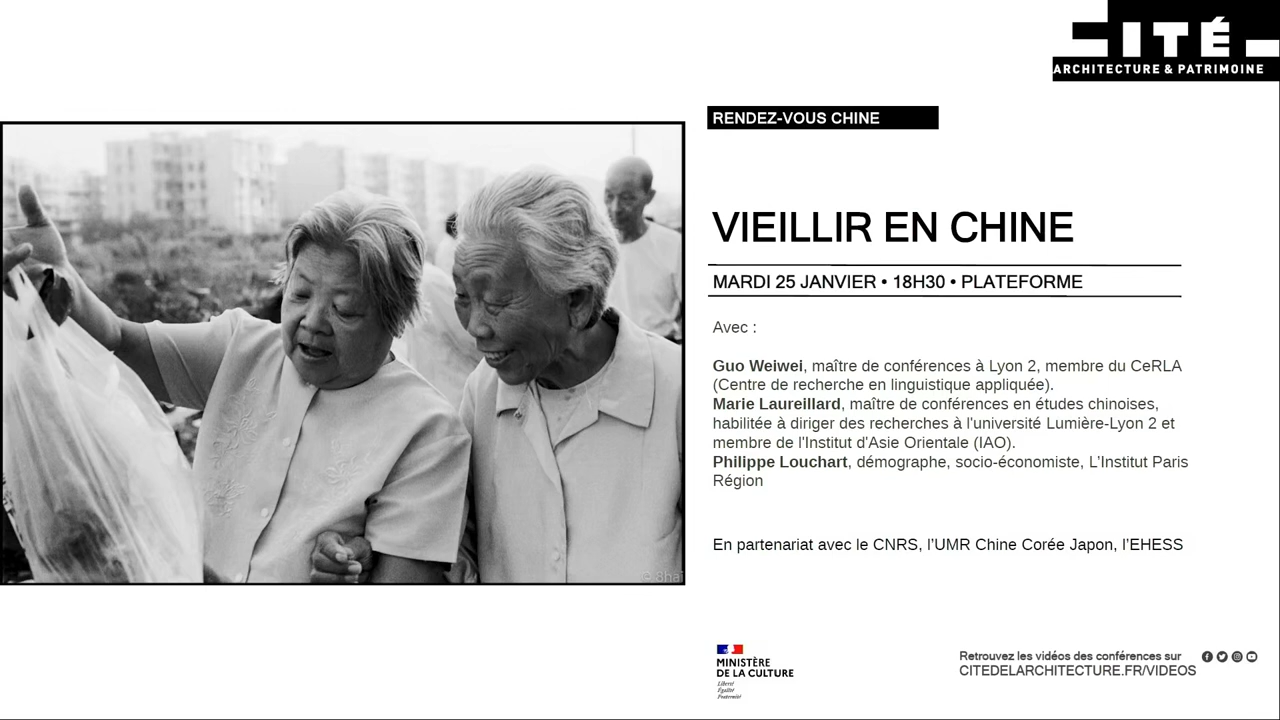 CITÉ
ARCHITECTURE & PATRIMOINE
RENDEZ-VOUS CHINE
VIEILLIR EN CHINE
MARDI 25 JANVIER • 18H30 • PLATEFORME
Avec :
Guo Weiwei, maître de conférences à Lyon 2, membre du CeRLA
(Centre de recherche en linguistique appliquée).
Marie Laureillard, maître de conférences en études chinoises,
habilitée à diriger des recherches à l'université Lumière-Lyon 2 et
membre de l'Institut d'Asie Orientale (IAO).
Philippe Louchart, démographe, socio-économiste, L’Institut Paris
Région
En partenariat avec le CNRS, l’UMR Chine Corée Japon, l’EHESS
© 8hai
MINISTÈRE
DE LA CULTURE
Liberté
Égalité
Fraternité
Retrouvez les vidéos des conférences sur
CITEDELARCHITECTURE.FR/VIDEOS